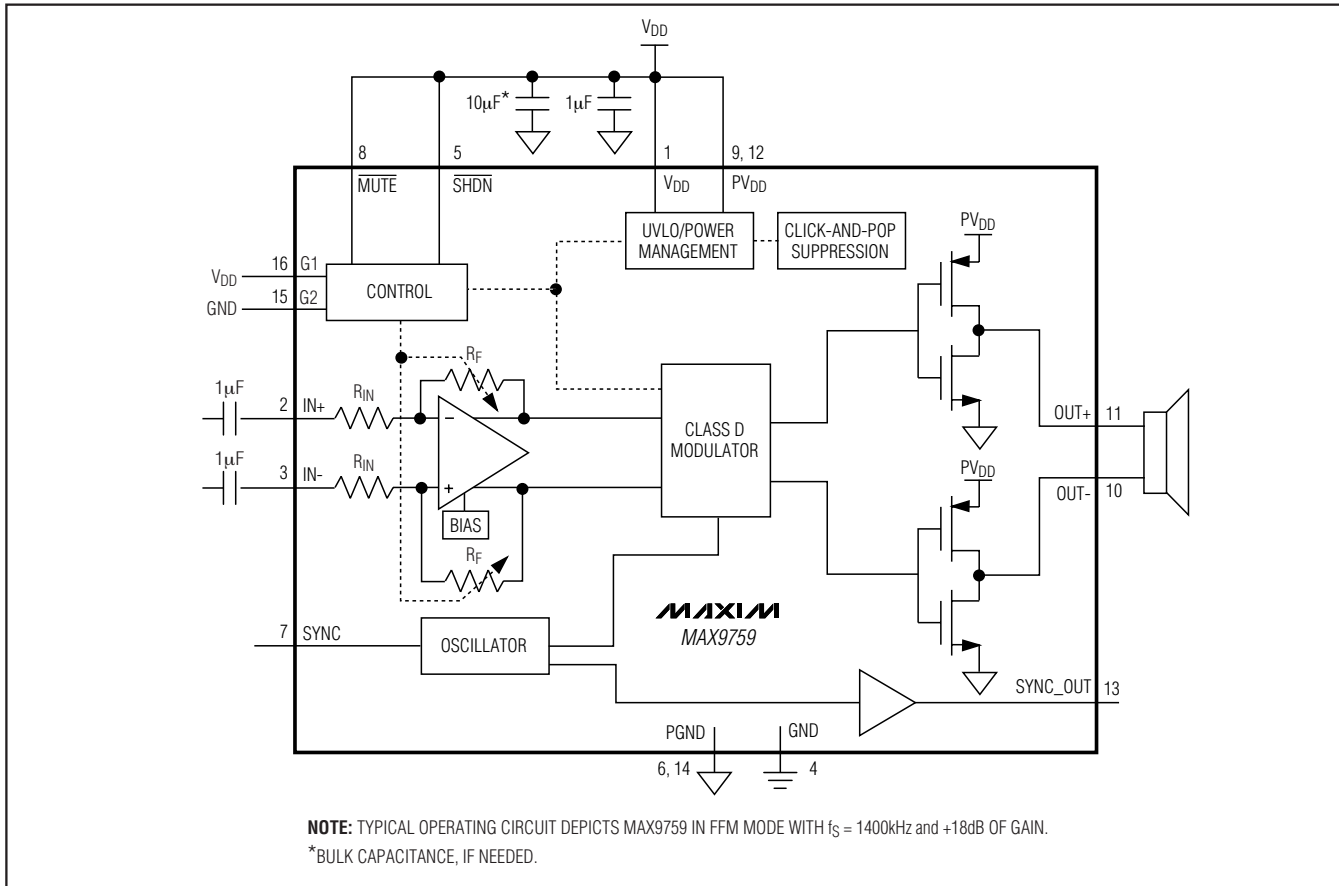 VDD
10µF* 1µF
8 5 1 9, 12
MUTE SHDN VDD PVDD
UVLO/POWER
MANAGEMENT
CLICK-AND-POP
SUPPRESSION
PVDD
VDD 16 G1
GND 15 G2
CONTROL
RF
1µF
2 IN+ RIN
−
CLASS D
MODULATOR
OUT+ 11
1µF
3 IN- RIN
+
BIAS
PVDD
OUT- 10
RF
MAXIM
MAX9759
7 SYNC
OSCILLATOR
SYNC_OUT 13
PGND GND
6, 14 4
NOTE: TYPICAL OPERATING CIRCUIT DEPICTS MAX9759 IN FFM MODE WITH fS = 1400kHz and +18dB OF GAIN.
*BULK CAPACITANCE, IF NEEDED.